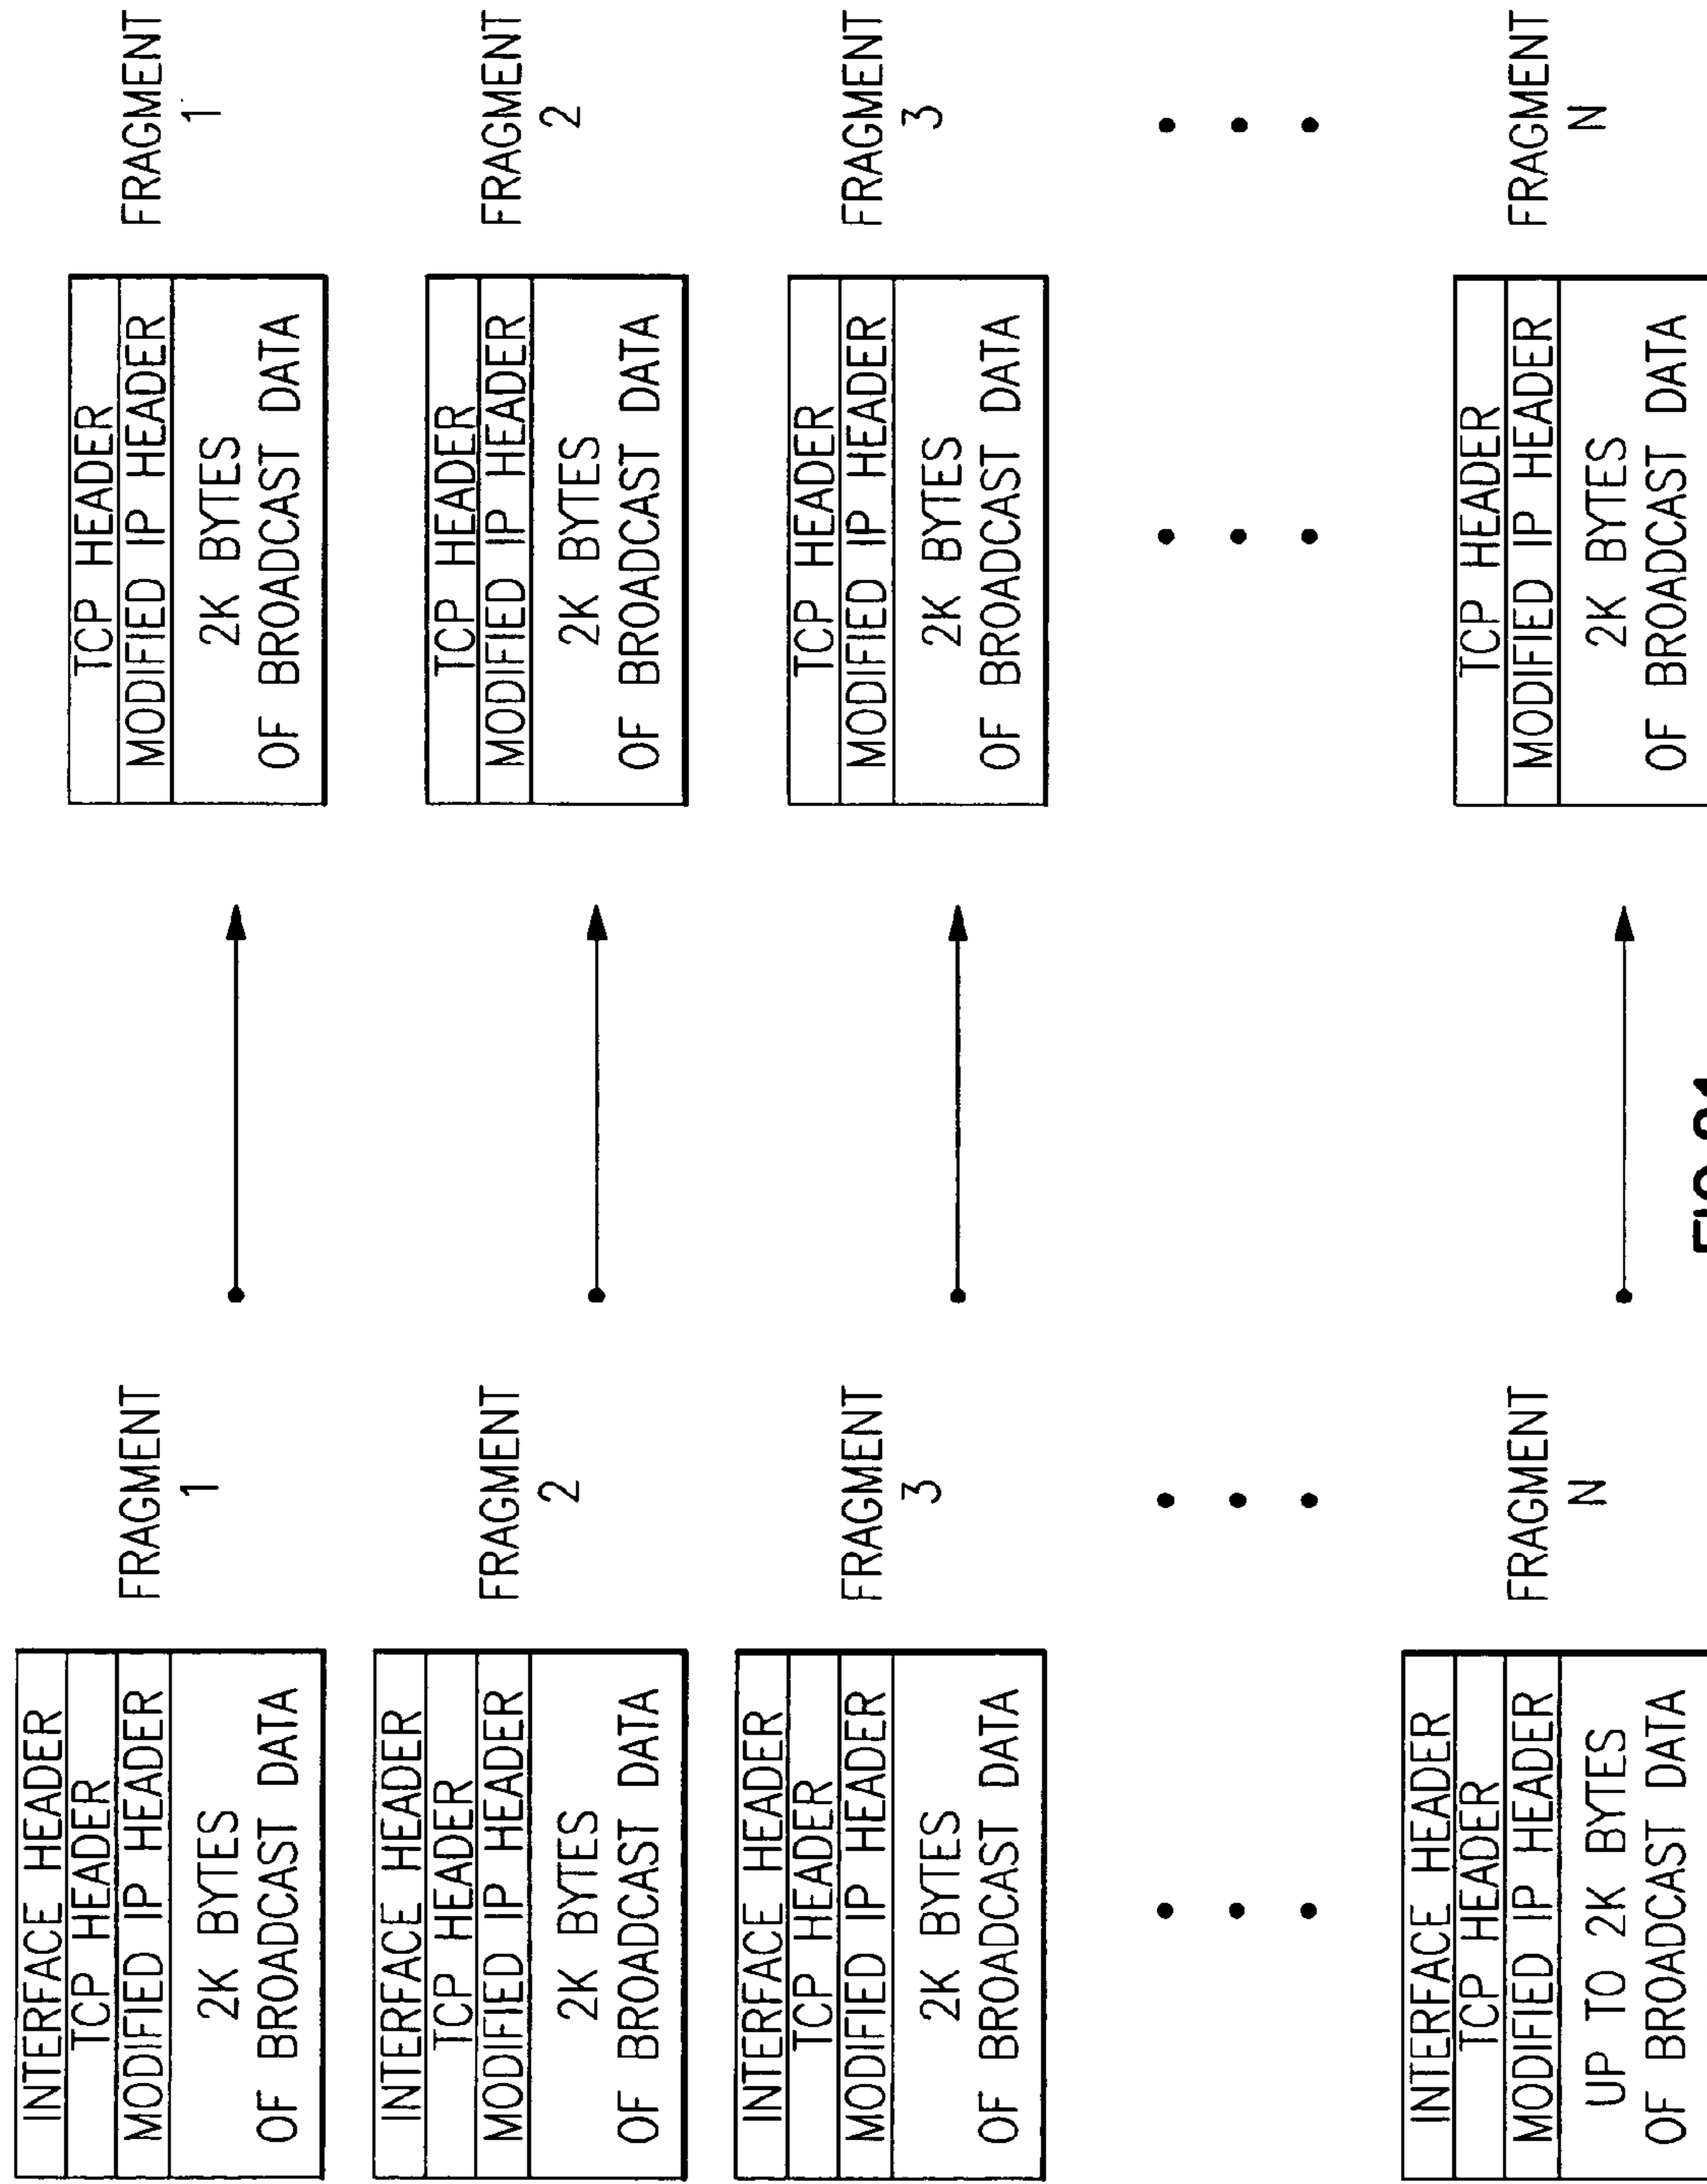 INTERFACE HEADER
TCP HEADER
MODIFIED IP HEADER
2K BYTES
OF BROADCAST DATA
FRAGMENT
1
TCP HEADER
MODIFIED IP HEADER
2K BYTES
OF BROADCAST DATA
FRAGMENT
1
INTERFACE HEADER
TCP HEADER
MODIFIED IP HEADER
2K BYTES
OF BROADCAST DATA
FRAGMENT
2
TCP HEADER
MODIFIED IP HEADER
2K BYTES
OF BROADCAST DATA
FRAGMENT
2
INTERFACE HEADER
TCP HEADER
MODIFIED IP HEADER
2K BYTES
OF BROADCAST DATA
FRAGMENT
3
TCP HEADER
MODIFIED IP HEADER
2K BYTES
OF BROADCAST DATA
FRAGMENT
3
INTERFACE HEADER
TCP HEADER
MODIFIED IP HEADER
UP TO 2K BYTES
OF BROADCAST DATA
FRAGMENT
N
TCP HEADER
MODIFIED IP HEADER
2K BYTES
OF BROADCAST DATA
FRAGMENT
N